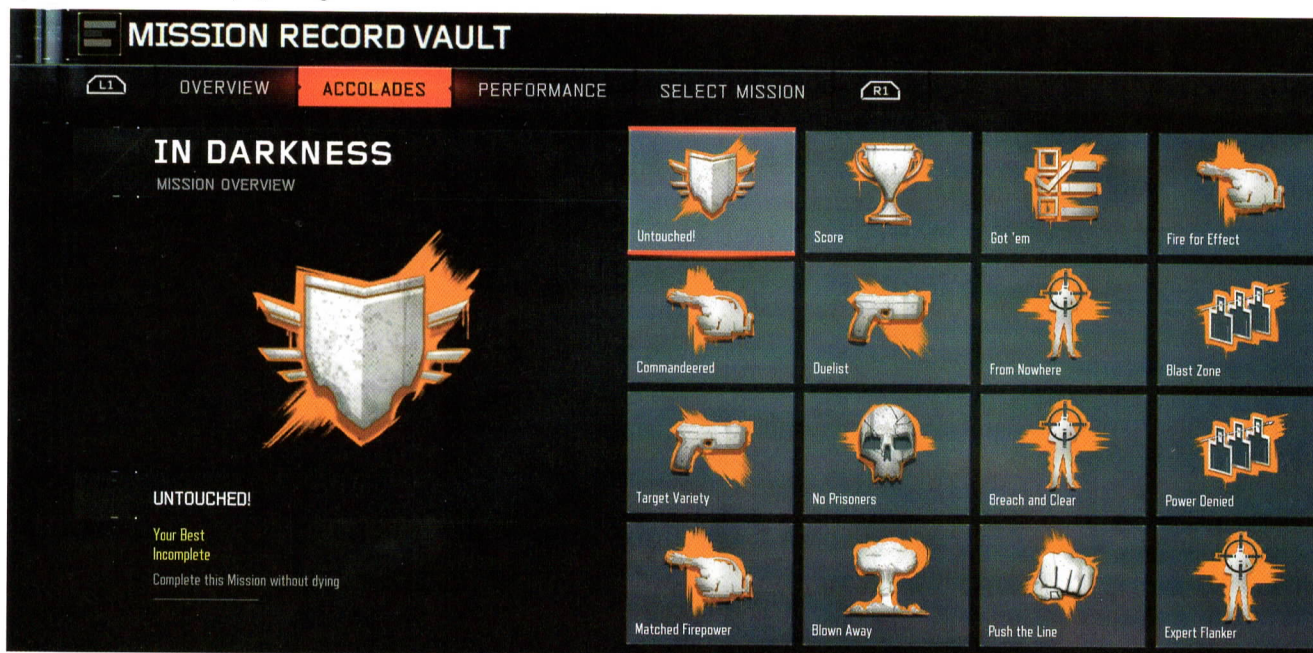 MISSION RECORD VAULT
L1 OVERVIEW ACCOLADES PERFORMANCE SELECT MISSION R1
IN DARKNESS
MISSION OVERVIEW
UNTOUCHED!
Your Best
Incomplete
Complete this Mission without dying
Untouched!
Score
Got 'em
Fire for Effect
Commandeered
Duelist
From Nowhere
Blast Zone
Target Variety
No Prisoners
Breach and Clear
Power Denied
Matched Firepower
Blown Away
Push the Line
Expert Flanker